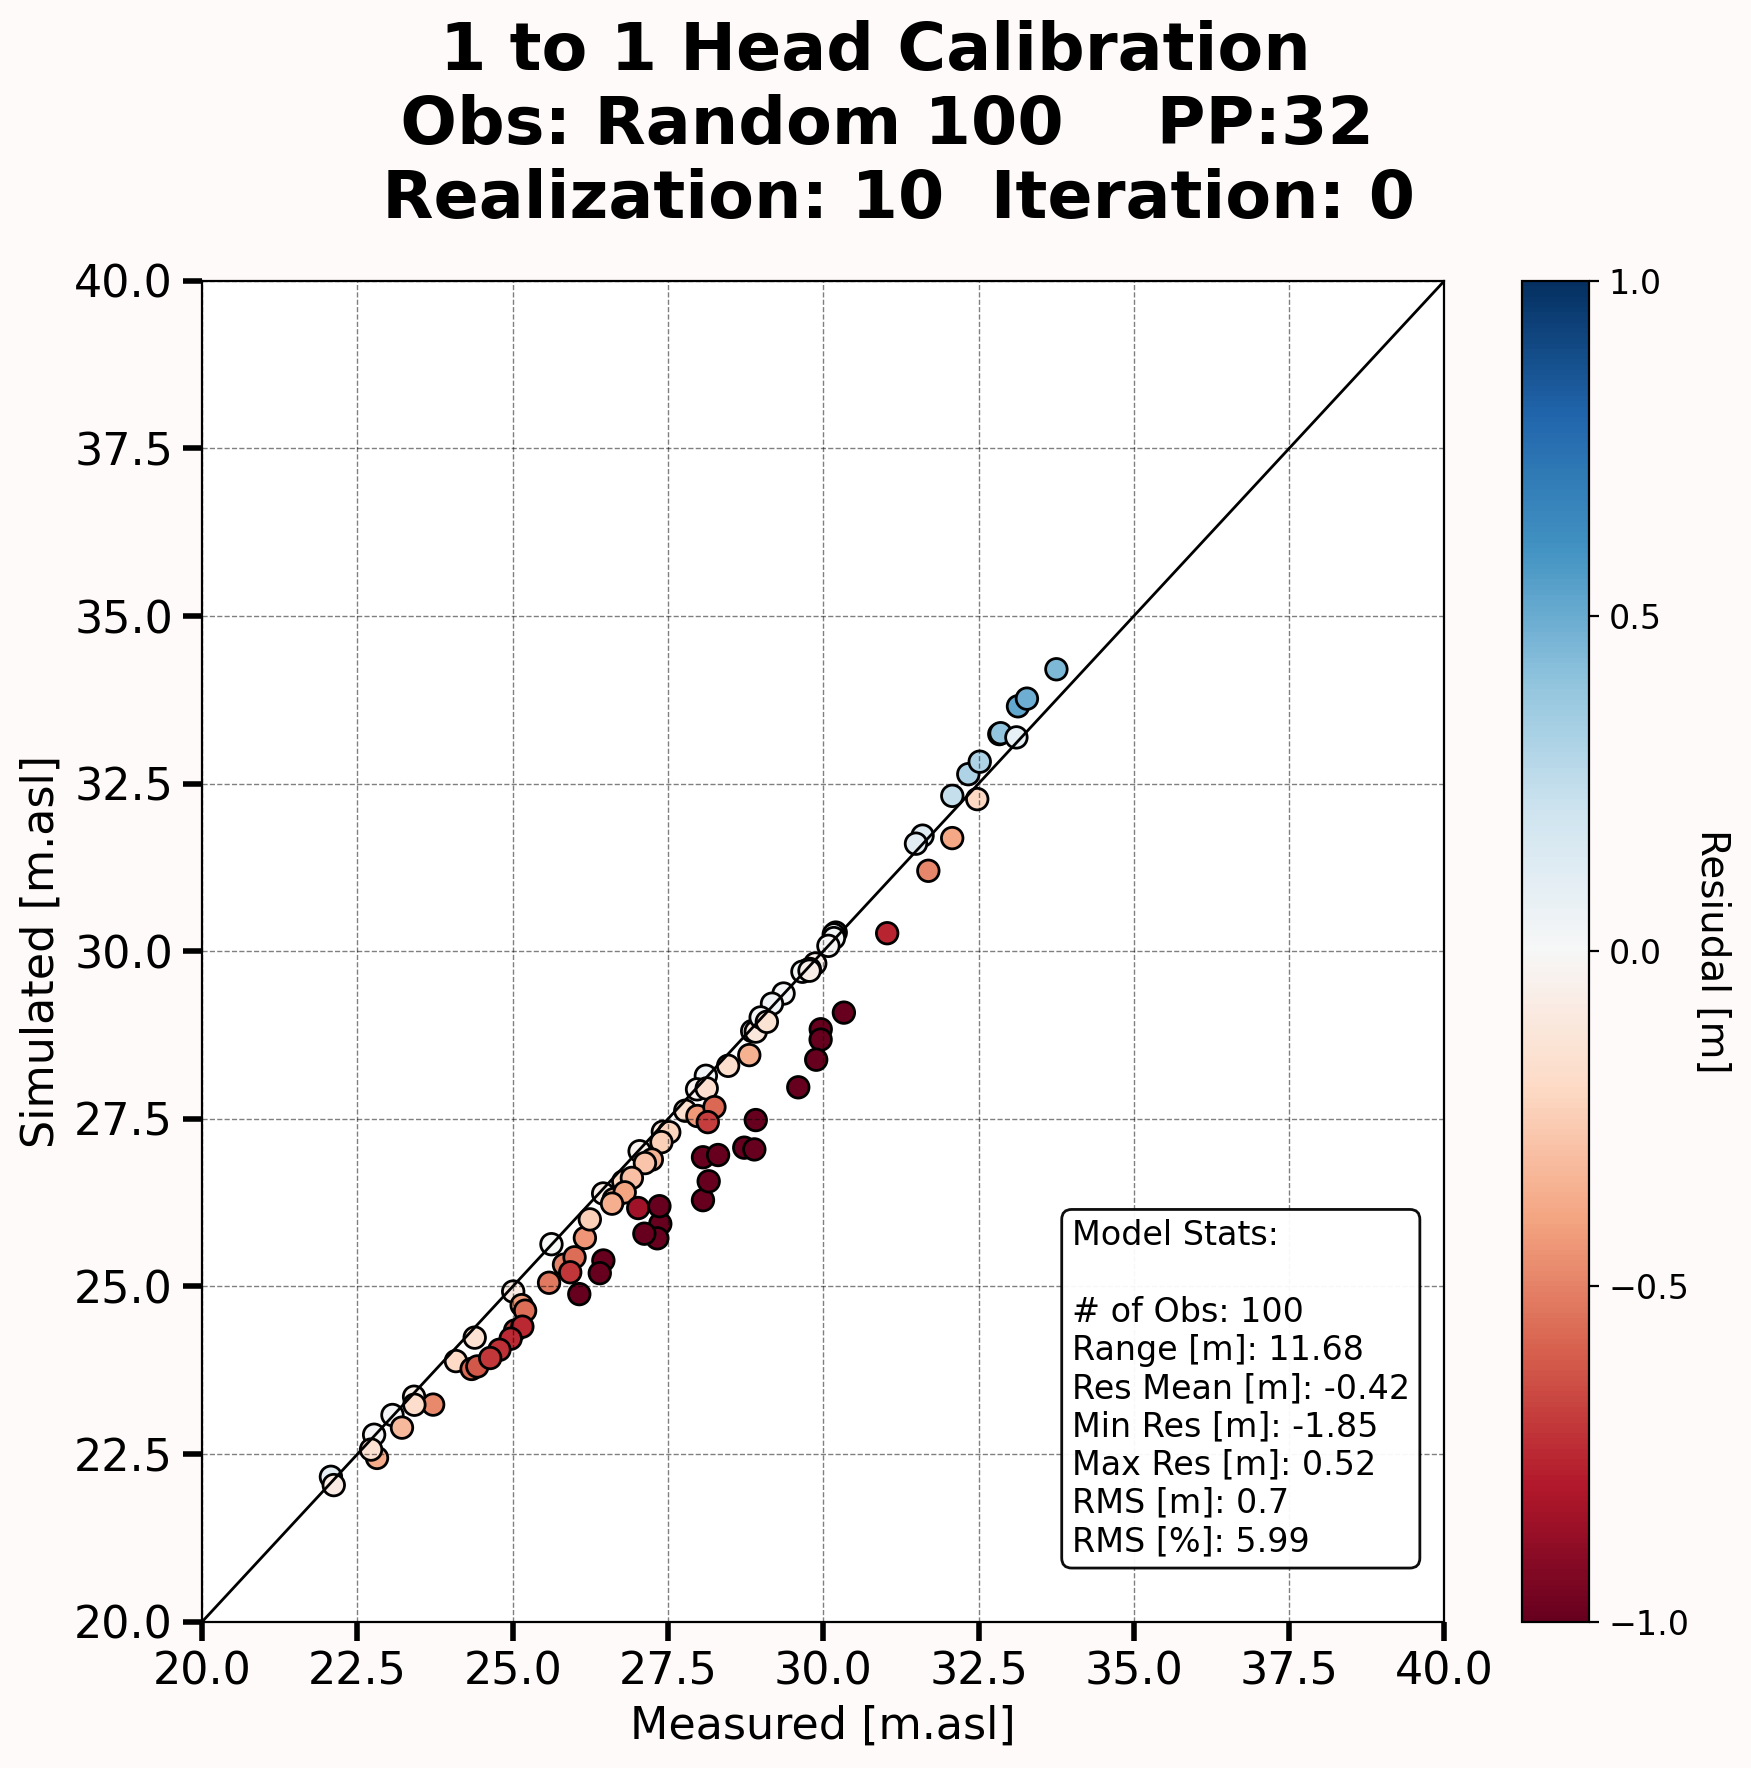 1 to 1 Head Calibration
Obs: Random 100    PP:32
Realization: 10  Iteration: 0
40.0
37.5
35.0
32.5
30.0
27.5
25.0
22.5
20.0
Simulated [m.asl]
20.0 22.5 25.0 27.5 30.0 32.5 35.0 37.5 40.0
Measured [m.asl]
Model Stats:
# of Obs: 100
Range [m]: 11.68
Res Mean [m]: -0.42
Min Res [m]: -1.85
Max Res [m]: 0.52
RMS [m]: 0.7
RMS [%]: 5.99
1.0
0.5
0.0
−0.5
−1.0
Resiudal [m]